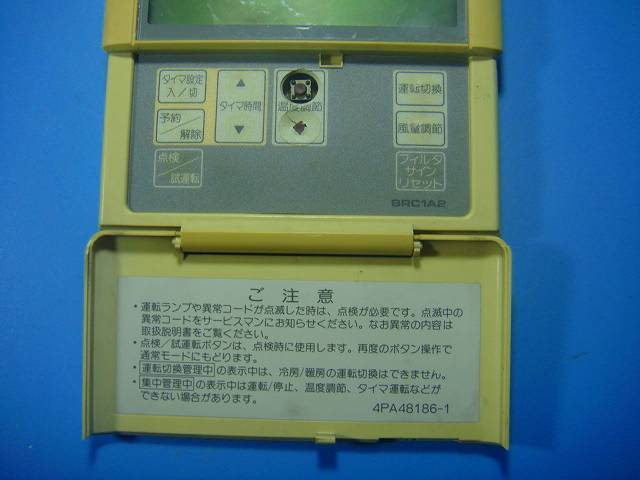 タイマ設定
入／切
タイマ時間
温度調節
運転切換
予約
／解除
風量調節
点検
／試運転
フィルタ
サイン
リセット
BRC1A2
ご注意
・運転ランプや異常コードが点滅した時は、点検が必要です。点滅中の
異常コードをサービスマンにお知らせください。なお異常の内容は
取扱説明書をご覧ください。
・点検／試運転ボタンは、点検時に使用します。再度のボタン操作で
通常モードにもどります。
・運転切換管理中の表示中は、冷房/暖房の運転切換はできません。
・集中管理中の表示中は運転/停止、温度調節、タイマ運転などが
できない場合があります。
4PA48186-1